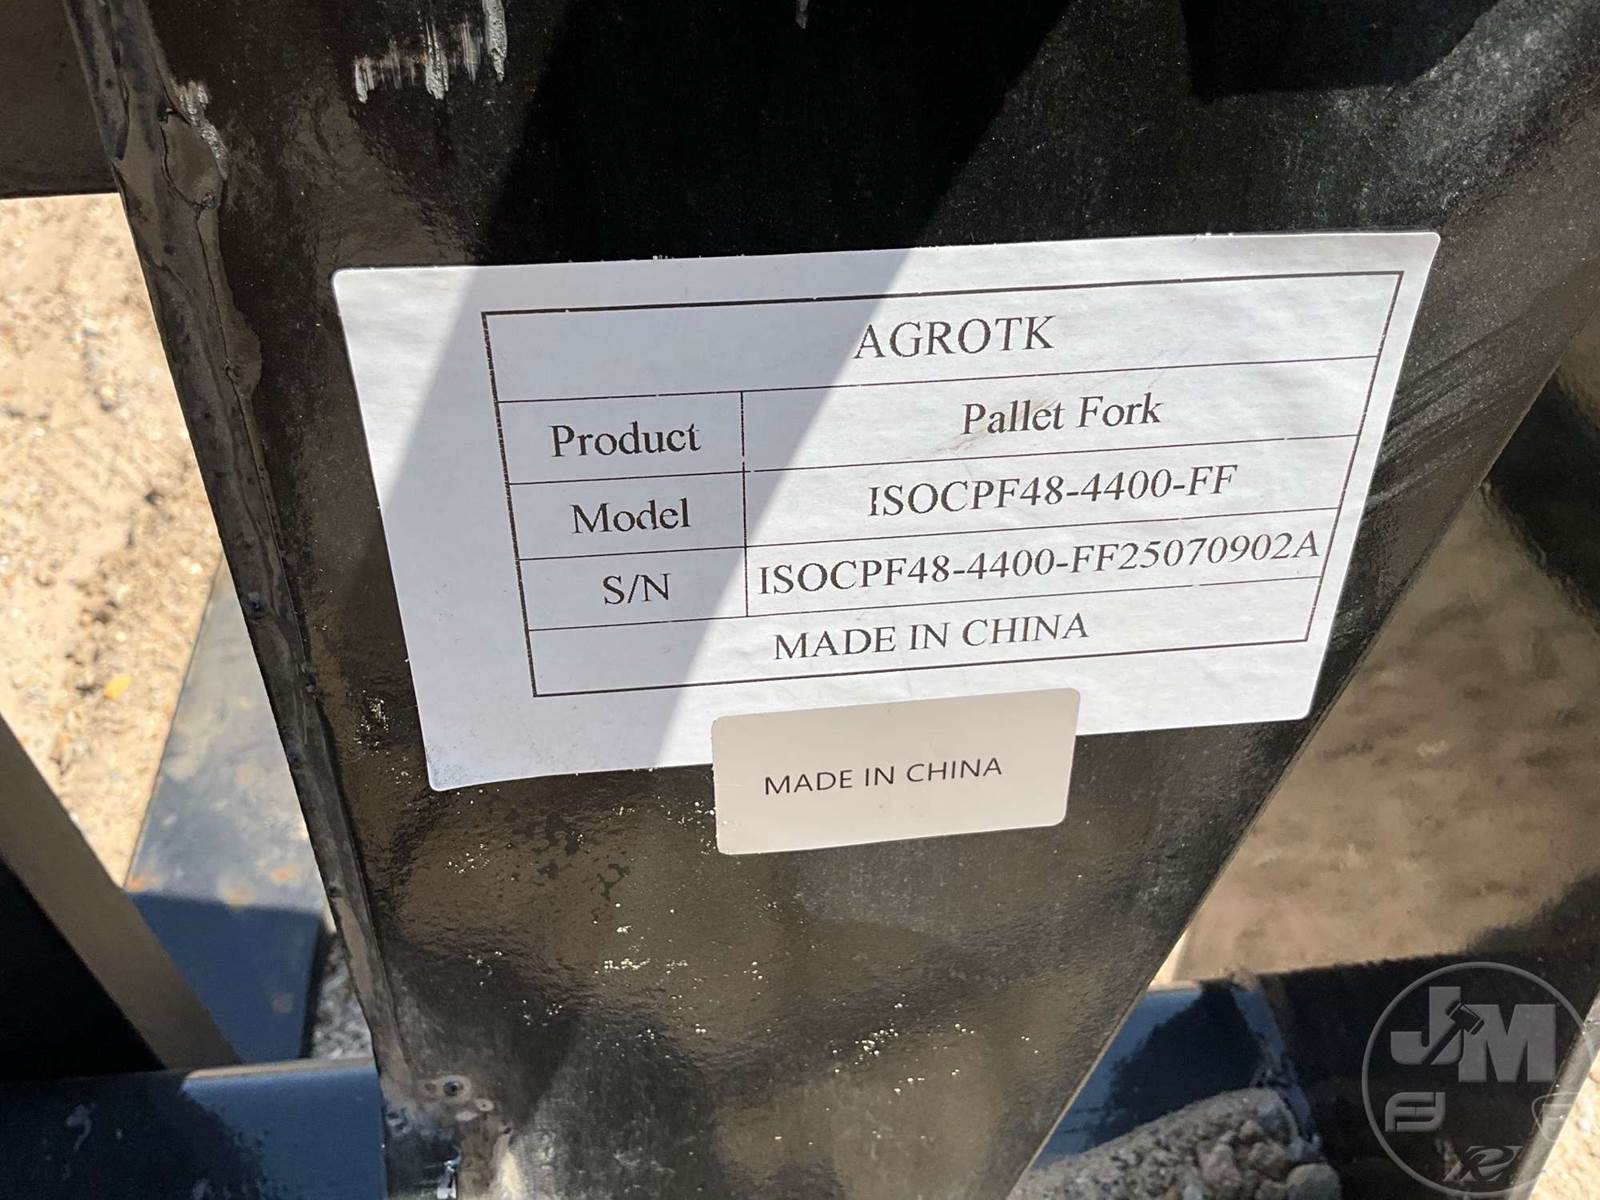 AGROTK
Product Pallet Fork
Model ISOCPF48-4400-FF
S/N ISOCPF48-4400-FF25070902A
MADE IN CHINA
MADE IN CHINA
JM